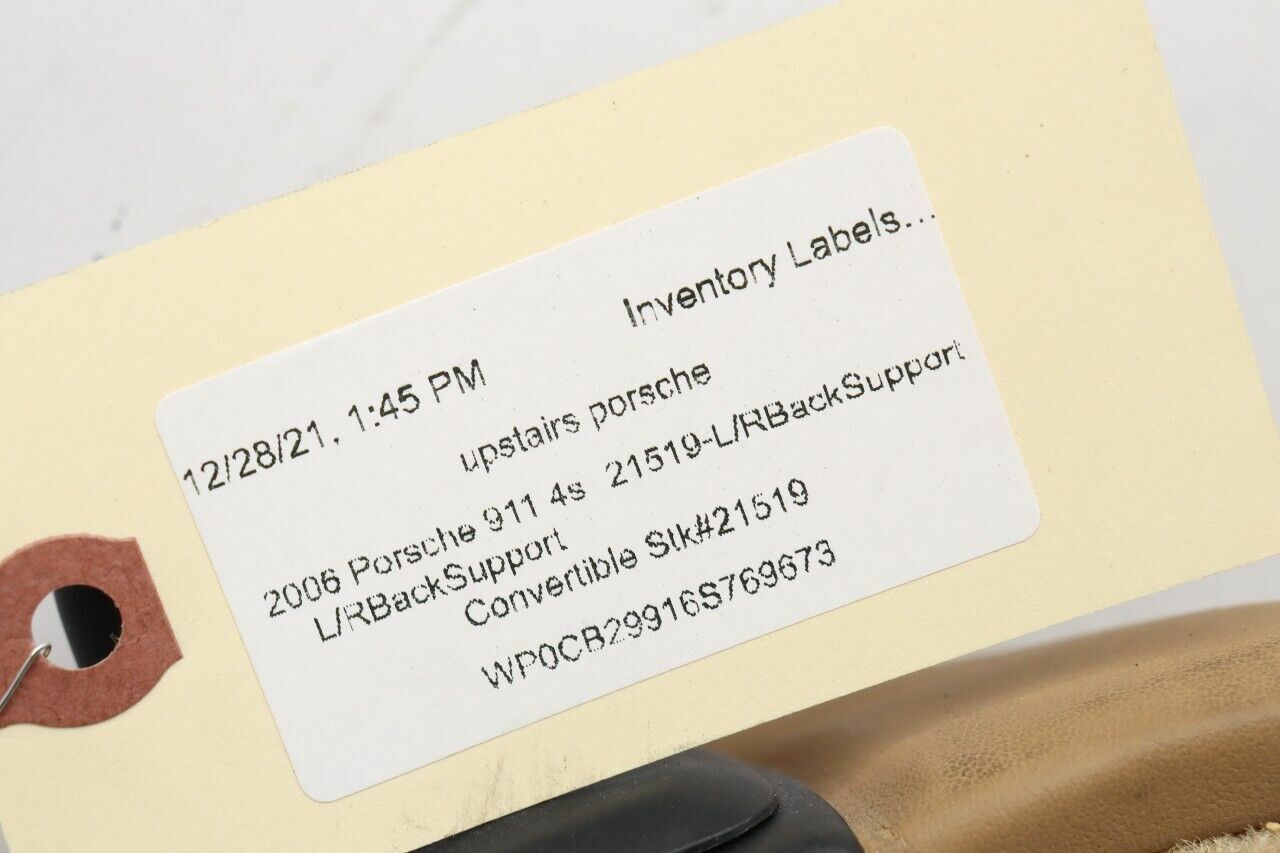 12/28/21, 1:45 PM
Inventory Labels...
upstairs porsche
2006 Porsche 911 4s 21519-L/RBackSupport
L/RBackSupport
Convertible Stk#21519
WP0CB29916S769673